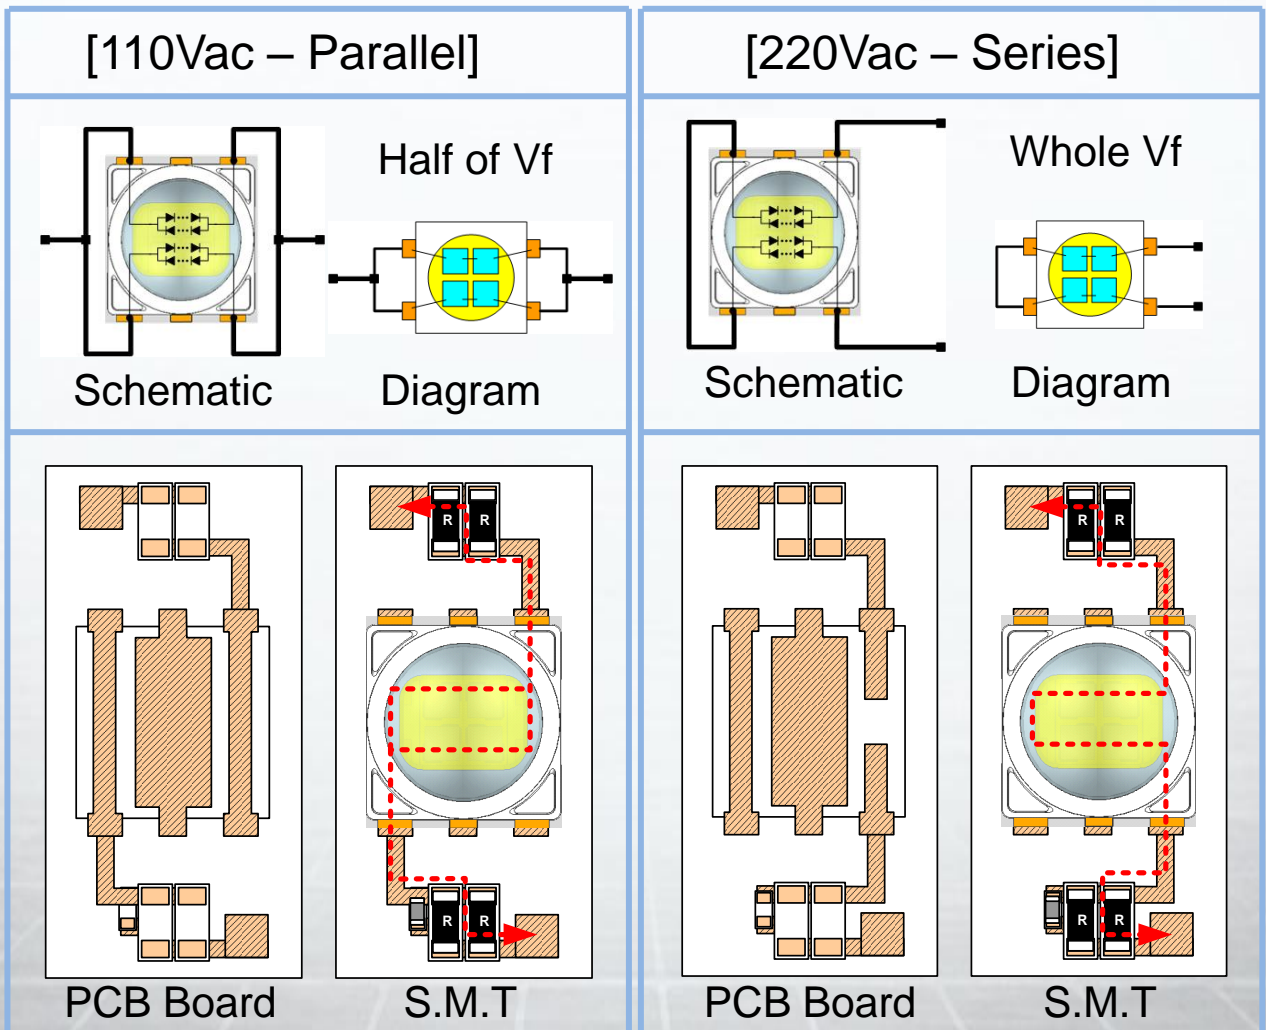 [110Vac – Parallel]
[220Vac – Series]
Half of Vf
Whole Vf
Schematic
Diagram
Schematic
Diagram
R R
R R
R R
R R
PCB Board
S.M.T
PCB Board
S.M.T